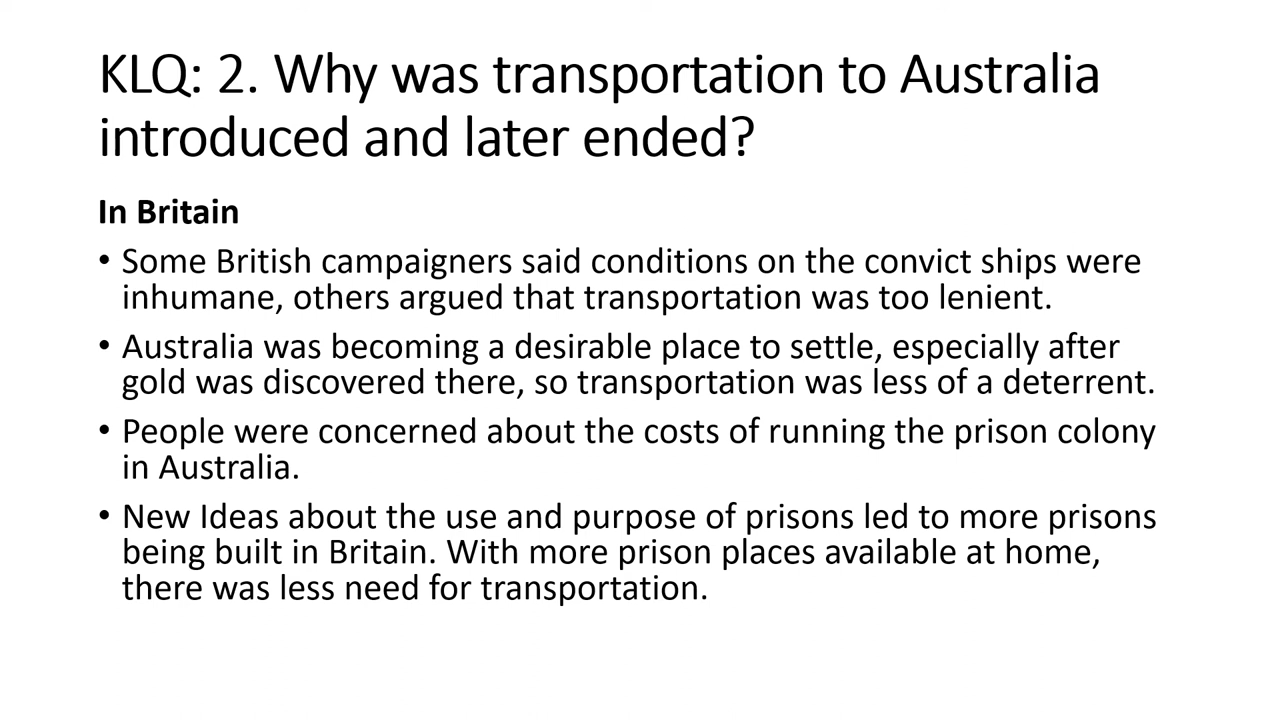 KLQ: 2. Why was transportation to Australia
introduced and later ended?
In Britain
• Some British campaigners said conditions on the convict ships were
inhumane, others argued that transportation was too lenient.
• Australia was becoming a desirable place to settle, especially after
gold was discovered there, so transportation was less of a deterrent.
• People were concerned about the costs of running the prison colony
in Australia.
• New Ideas about the use and purpose of prisons led to more prisons
being built in Britain. With more prison places available at home,
there was less need for transportation.